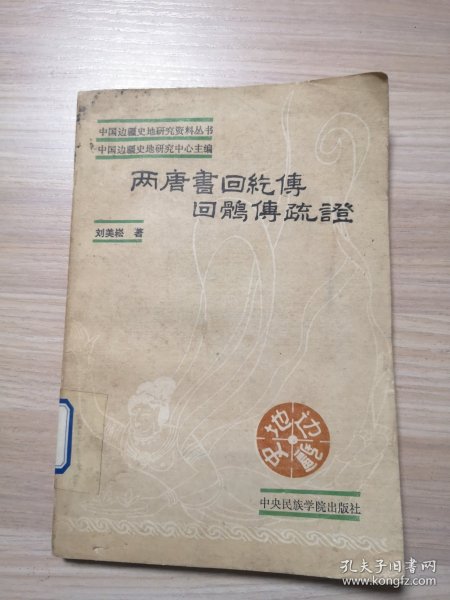 中国边疆史地研究资料丛书
中国边疆史地研究中心主编
两唐書回紇傳
回鶻傳疏證
刘美崧 著
边疆
史地
中央民族学院出版社
孔夫子旧书网
www.kongfz.com